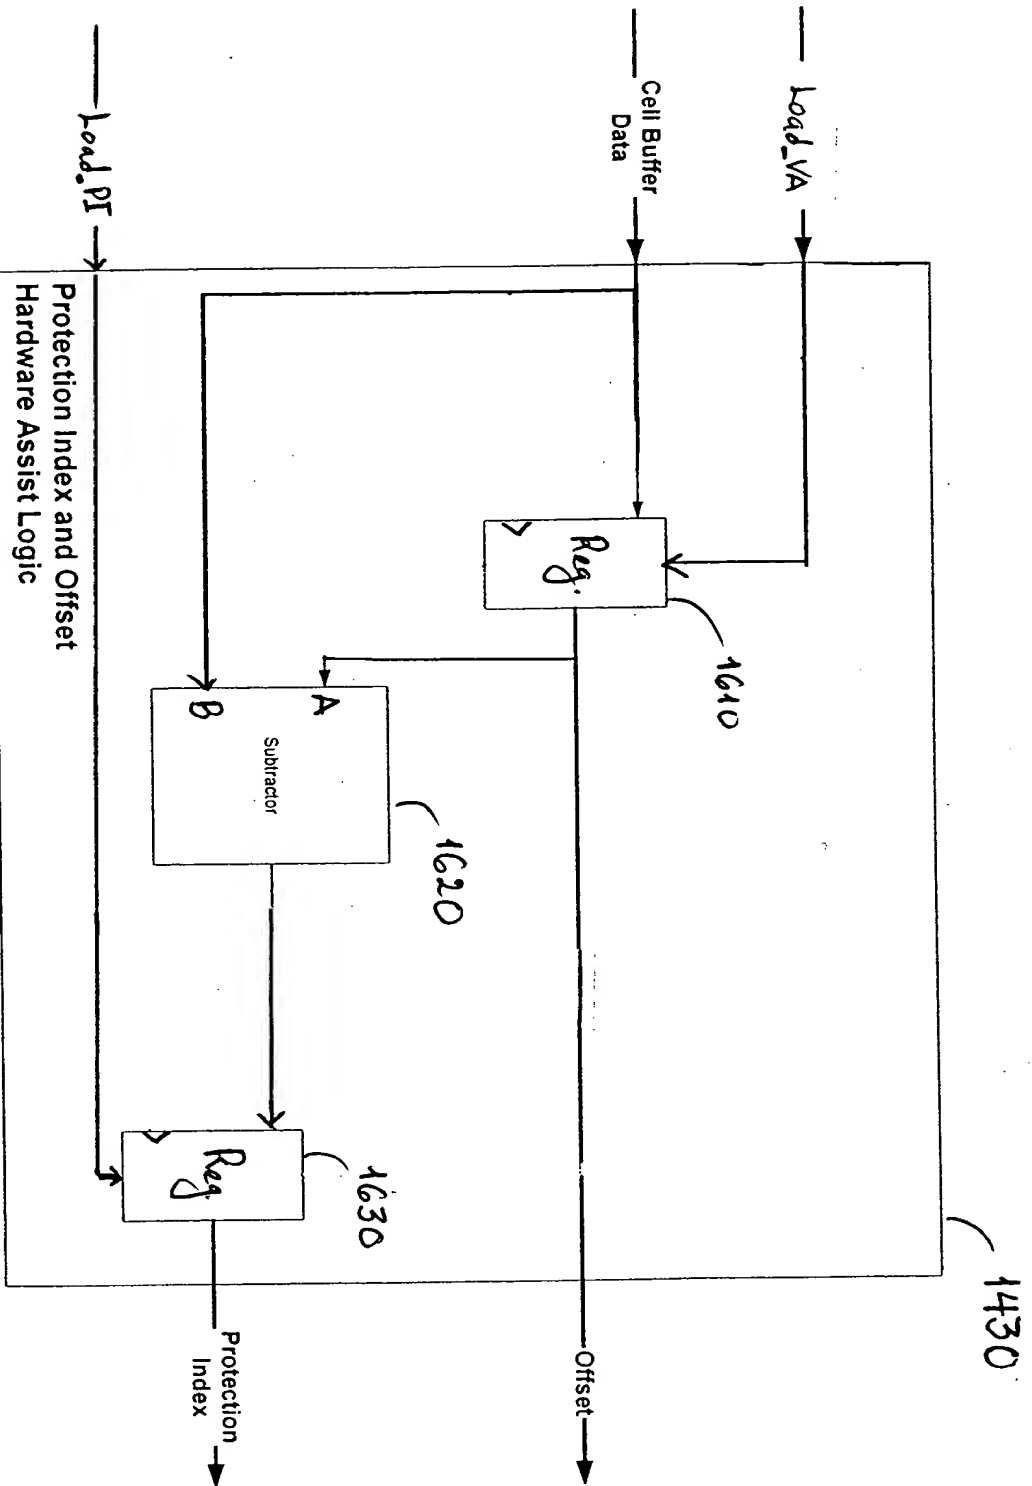 1430
Load_VA
Cell Buffer
Data
Load_PI
Reg.
1610
A
B
Subtractor
1620
Reg.
1630
Offset
Protection
Index
Protection Index and Offset
Hardware Assist Logic